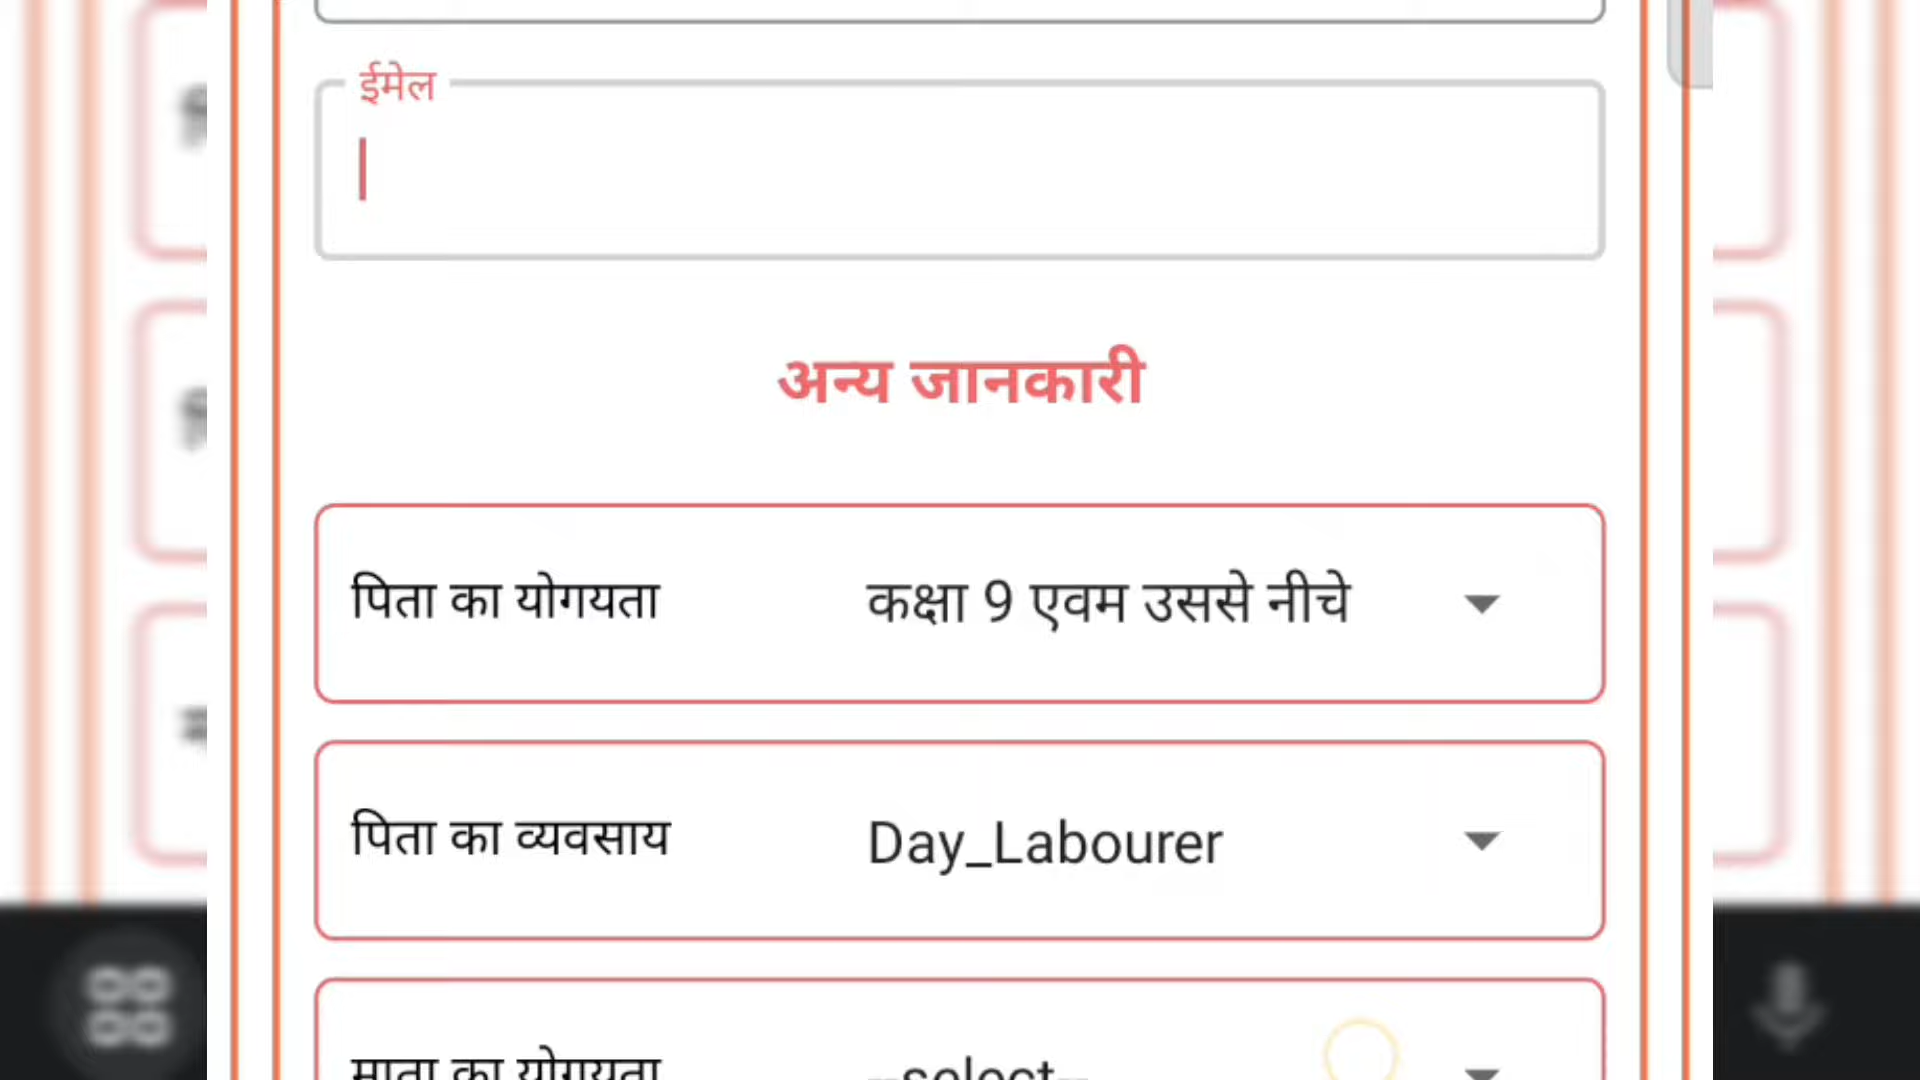 ईमेल
अन्य जानकारी
पिता का योगयता कक्षा 9 एवम उससे नीचे
पिता का व्यवसाय Day_Labourer
माता का योगयता --select--